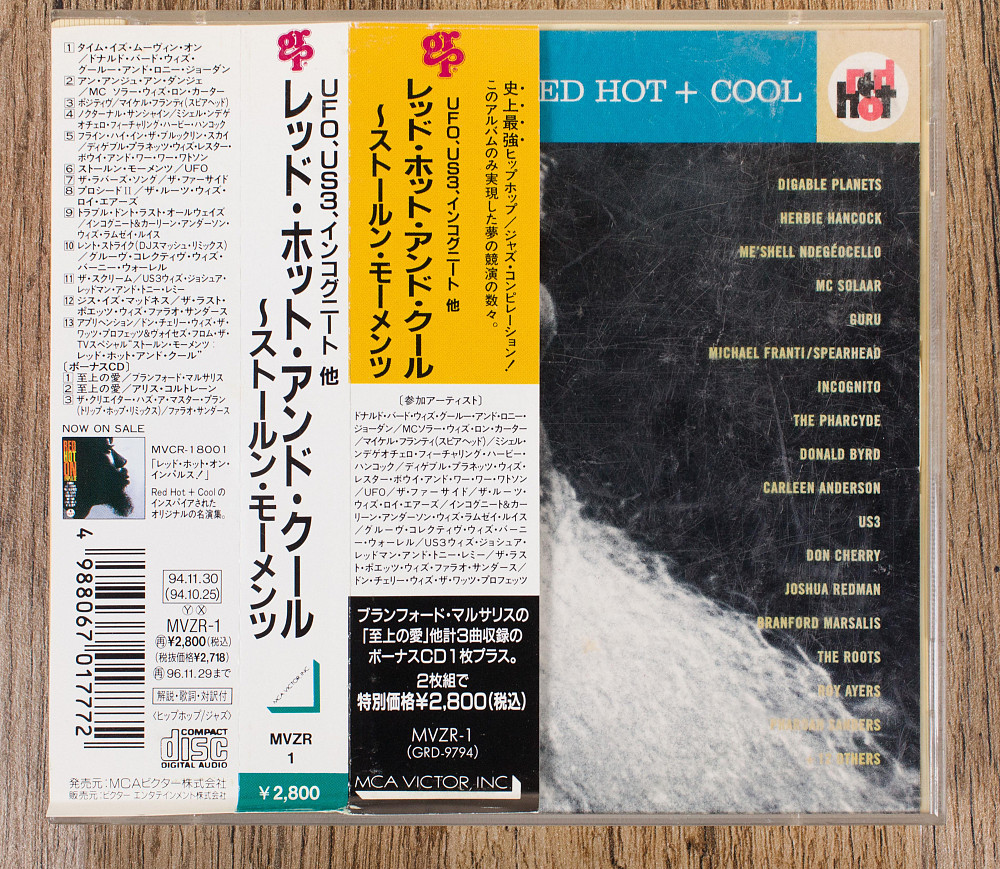 1 タイム・イズ・ムーヴィン・オン
／ドナルド・バード・ウィズ・
グールー・アンド・ロニー・ジョーダン
2 アン・アンジュ・アン・ダンジェ
／MC ソラー・ウィズ・ロン・カーター
3 ポジティヴ／マイケル・フランティ(スピアヘッド)
4 ノクターナル・サンシャイン／ミシェル・ンデゲ
オチェロ・フィーチャリング・ハービー・ハンコック
5 フライン・ハイ・イン・ザ・ブルックリン・スカイ
／ディゲブル・プラネッツ・ウィズ・レスター・
ボウイ・アンド・ワー・ワー・ワトソン
6 ストールン・モーメンツ／UFO
7 ザ・ラバーズ・ソング／ザ・ファーサイド
8 プロシードⅡ／ザ・ルーツ・ウィズ・
ロイ・エアーズ
9 トラブル・ドント・ラスト・オールウェイズ
／インコグニート&カーリーン・アンダーソン・
ウィズ・ラムゼイ・ルイス
10 レント・ストライク(DJスマッシュ・リミックス)
／グルーヴ・コレクティヴ・ウィズ・
バーニー・ウォーレル
11 ザ・スクリーム／US3ウィズ・ジョシュア・
レッドマン・アンド・トニー・レミー
12 ジス・イズ・マッドネス／ザ・ラスト・
ポエッツ・ウィズ・ファラオ・サンダース
13 アプリヘンション／ドン・チェリー・ウィズ・ザ・
ワッツ・プロフェッツ&ヴォイセズ・フロム・ザ・
TVスペシャル"ストールン・モーメンツ：
レッド・ホット・アンド・クール"
〔ボーナスCD〕
1 至上の愛／ブランフォード・マルサリス
2 至上の愛／アリス・コルトレーン
3 ザ・クリエイター・ハズ・ア・マスター・プラン
(トリップ・ホップ・リミックス)／ファラオ・サンダース
NOW ON SALE
RED
HOT
ON
MVCR-18001
「レッド・ホット・オン・
インパルス！」
Red Hot + Coolの
インスパイアされた
オリジナルの名演集。
4 988067 017772
94.11.30
(94.10.25)
Ⓨ Ⓧ
MVZR-1
再¥2,800(税込)
(税抜価格¥2,718)
再96.11.29まで
解説・歌詞・対訳付
〈ヒップホップ/ジャズ〉
COMPACT
disc
DIGITAL AUDIO
発売元：MCAビクター株式会社
販売元：ビクター エンタテインメント株式会社
grp
UFO、US3、インコグニート 他
レッド・ホット・アンド・クール
～ストールン・モーメンツ
MCA VICTOR, INC
MVZR
1
¥2,800
grp
史上最強ヒップホップ／ジャズ・コンピレーション！
このアルバムのみ実現した夢の競演の数々。
UFO、US3、インコグニート 他
レッド・ホット・アンド・クール
～ストールン・モーメンツ
〔参加アーティスト〕
ドナルド・バード・ウィズ・グールー・アンド・ロニー・
ジョーダン／MCソラー・ウィズ・ロン・カーター
／マイケル・フランティ(スピアヘッド)／ミシェル・
ンデゲオチェロ・フィーチャリング・ハービー・
ハンコック／ディゲブル・プラネッツ・ウィズ・
レスター・ボウイ・アンド・ワー・ワー・ワトソン
／UFO／ザ・ファーサイド／ザ・ルーツ・
ウィズ・ロイ・エアーズ／インコグニート&カ
ーリーン・アンダーソン・ウィズ・ラムゼイ・ルイス
／グルーヴ・コレクティヴ・ウィズ・バーニ
ー・ウォーレル／US3ウィズ・ジョシュア・
レッドマン・アンド・トニー・レミー／ザ・ラス
ト・ポエッツ・ウィズ・ファラオ・サンダース／
ドン・チェリー・ウィズ・ザ・ワッツ・プロフェッツ
ブランフォード・マルサリスの
「至上の愛」他計3曲収録の
ボーナスCD1枚プラス。
2枚組で
特別価格¥2,800(税込)
MVZR-1
(GRD-9794)
MCA VICTOR, INC
ED HOT + COOL
red
hot
DIGABLE PLANETS
HERBIE HANCOCK
ME'SHELL NDEGÉOCELLO
MC SOLAAR
GURU
MICHAEL FRANTI/SPEARHEAD
INCOGNITO
THE PHARCYDE
DONALD BYRD
CARLEEN ANDERSON
US3
DON CHERRY
JOSHUA REDMAN
BRANFORD MARSALIS
THE ROOTS
ROY AYERS
PHAROAH SANDERS
OTHERS